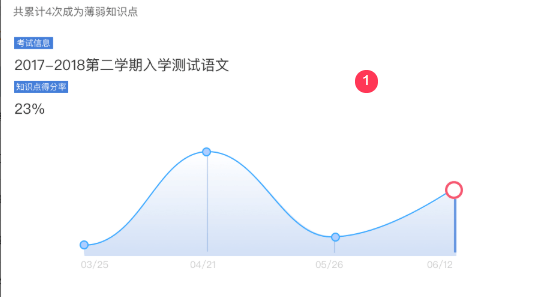 共累计4次成为薄弱知识点
考试信息
2017-2018第二学期入学测试语文
1
知识点得分率
23%
03/25 04/21 05/26 06/12